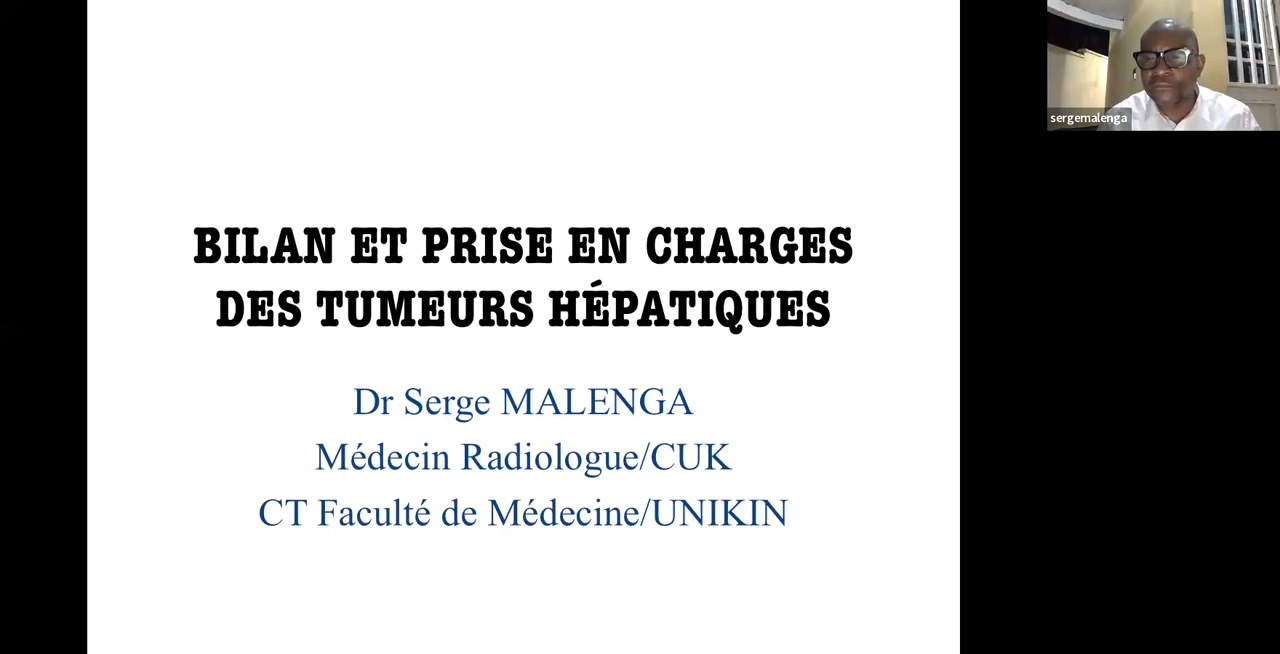 BILAN ET PRISE EN CHARGES
DES TUMEURS HÉPATIQUES
Dr Serge MALENGA
Médecin Radiologue/CUK
CT Faculté de Médecine/UNIKIN
sergemalenga